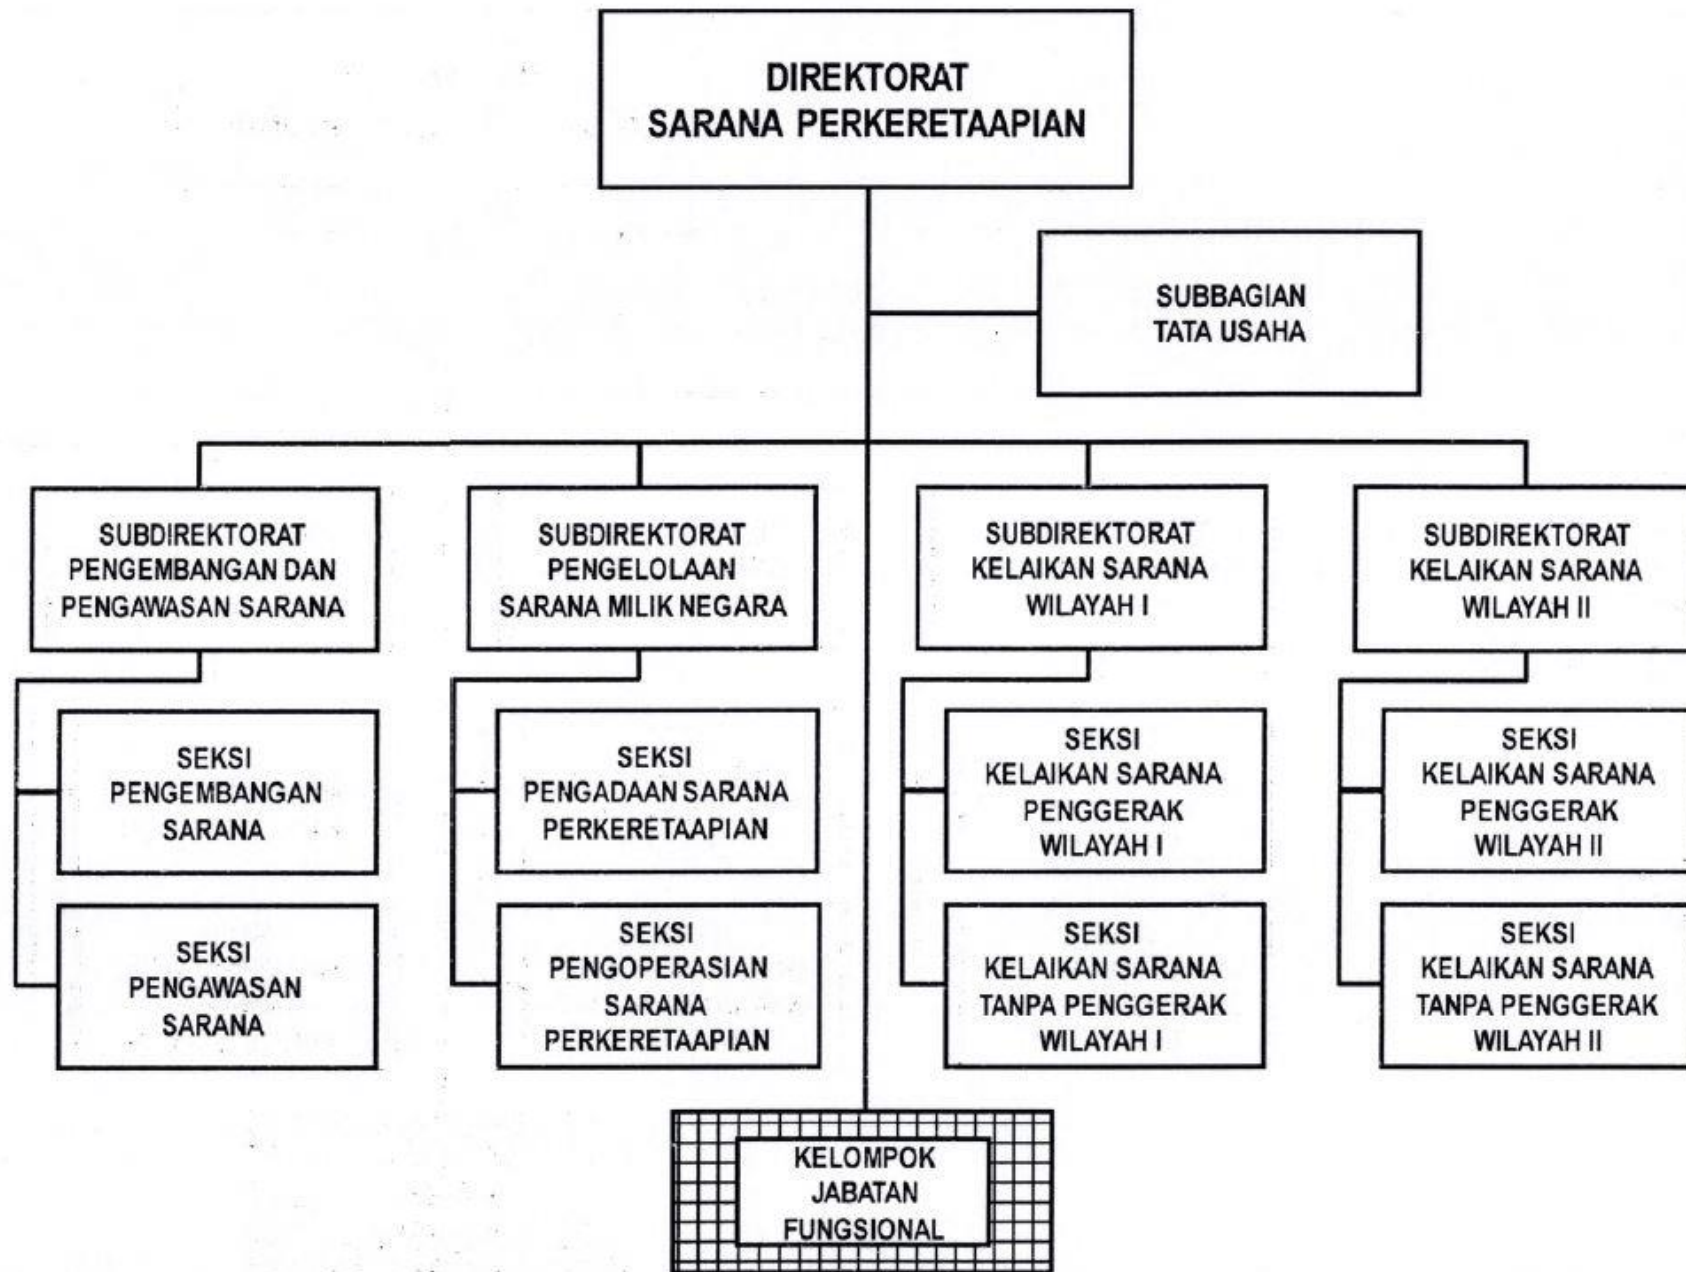 DIREKTORAT
SARANA PERKERETAAPIAN
SUBBAGIAN
TATA USAHA
SUBDIREKTORAT
PENGEMBANGAN DAN
PENGAWASAN SARANA
SUBDIREKTORAT
PENGELOLAAN
SARANA MILIK NEGARA
SUBDIREKTORAT
KELAIKAN SARANA
WILAYAH I
SUBDIREKTORAT
KELAIKAN SARANA
WILAYAH II
SEKSI
PENGEMBANGAN
SARANA
SEKSI
PENGADAAN SARANA
PERKERETAAPIAN
SEKSI
KELAIKAN SARANA
PENGGERAK
WILAYAH I
SEKSI
KELAIKAN SARANA
PENGGERAK
WILAYAH II
SEKSI
PENGAWASAN
SARANA
SEKSI
PENGOPERASIAN
SARANA
PERKERETAAPIAN
SEKSI
KELAIKAN SARANA
TANPA PENGGERAK
WILAYAH I
SEKSI
KELAIKAN SARANA
TANPA PENGGERAK
WILAYAH II
KELOMPOK
JABATAN
FUNGSIONAL